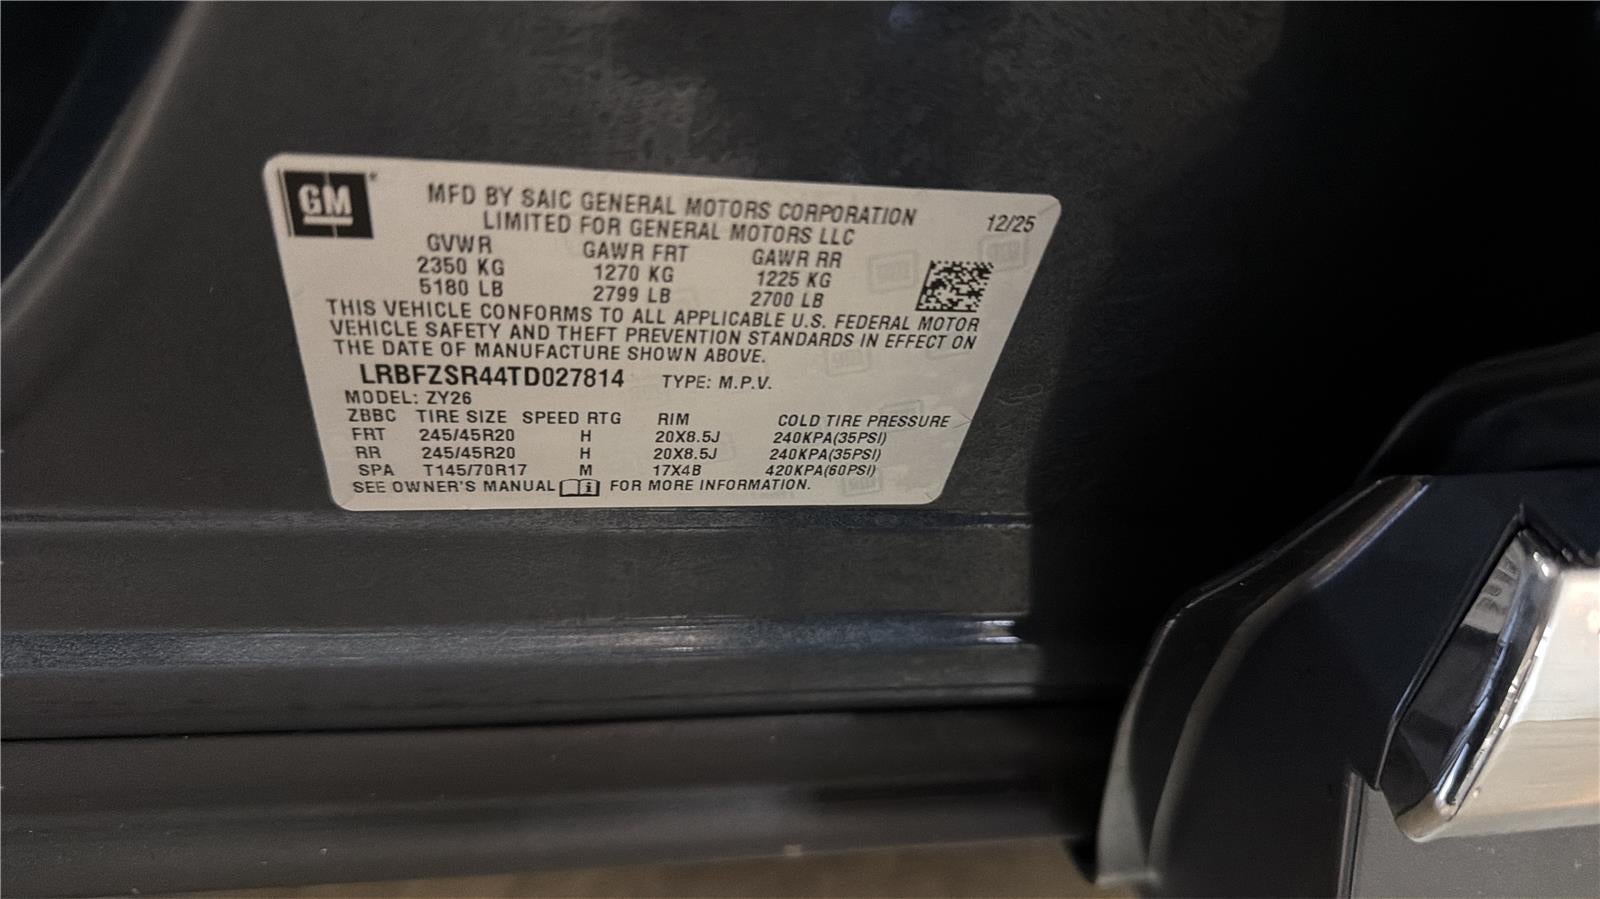 GM
MFD BY SAIC GENERAL MOTORS CORPORATION
LIMITED FOR GENERAL MOTORS LLC
12/25
GVWR GAWR FRT GAWR RR
2350 KG 1270 KG 1225 KG
5180 LB 2799 LB 2700 LB
THIS VEHICLE CONFORMS TO ALL APPLICABLE U.S. FEDERAL MOTOR
VEHICLE SAFETY AND THEFT PREVENTION STANDARDS IN EFFECT ON
THE DATE OF MANUFACTURE SHOWN ABOVE.
LRBFZSR44TD027814 TYPE: M.P.V.
MODEL: ZY26
ZBBC TIRE SIZE SPEED RTG RIM COLD TIRE PRESSURE
FRT 245/45R20 H 20X8.5J 240KPA(35PSI)
RR 245/45R20 H 20X8.5J 240KPA(35PSI)
SPA T145/70R17 M 17X4B 420KPA(60PSI)
SEE OWNER'S MANUAL i FOR MORE INFORMATION.